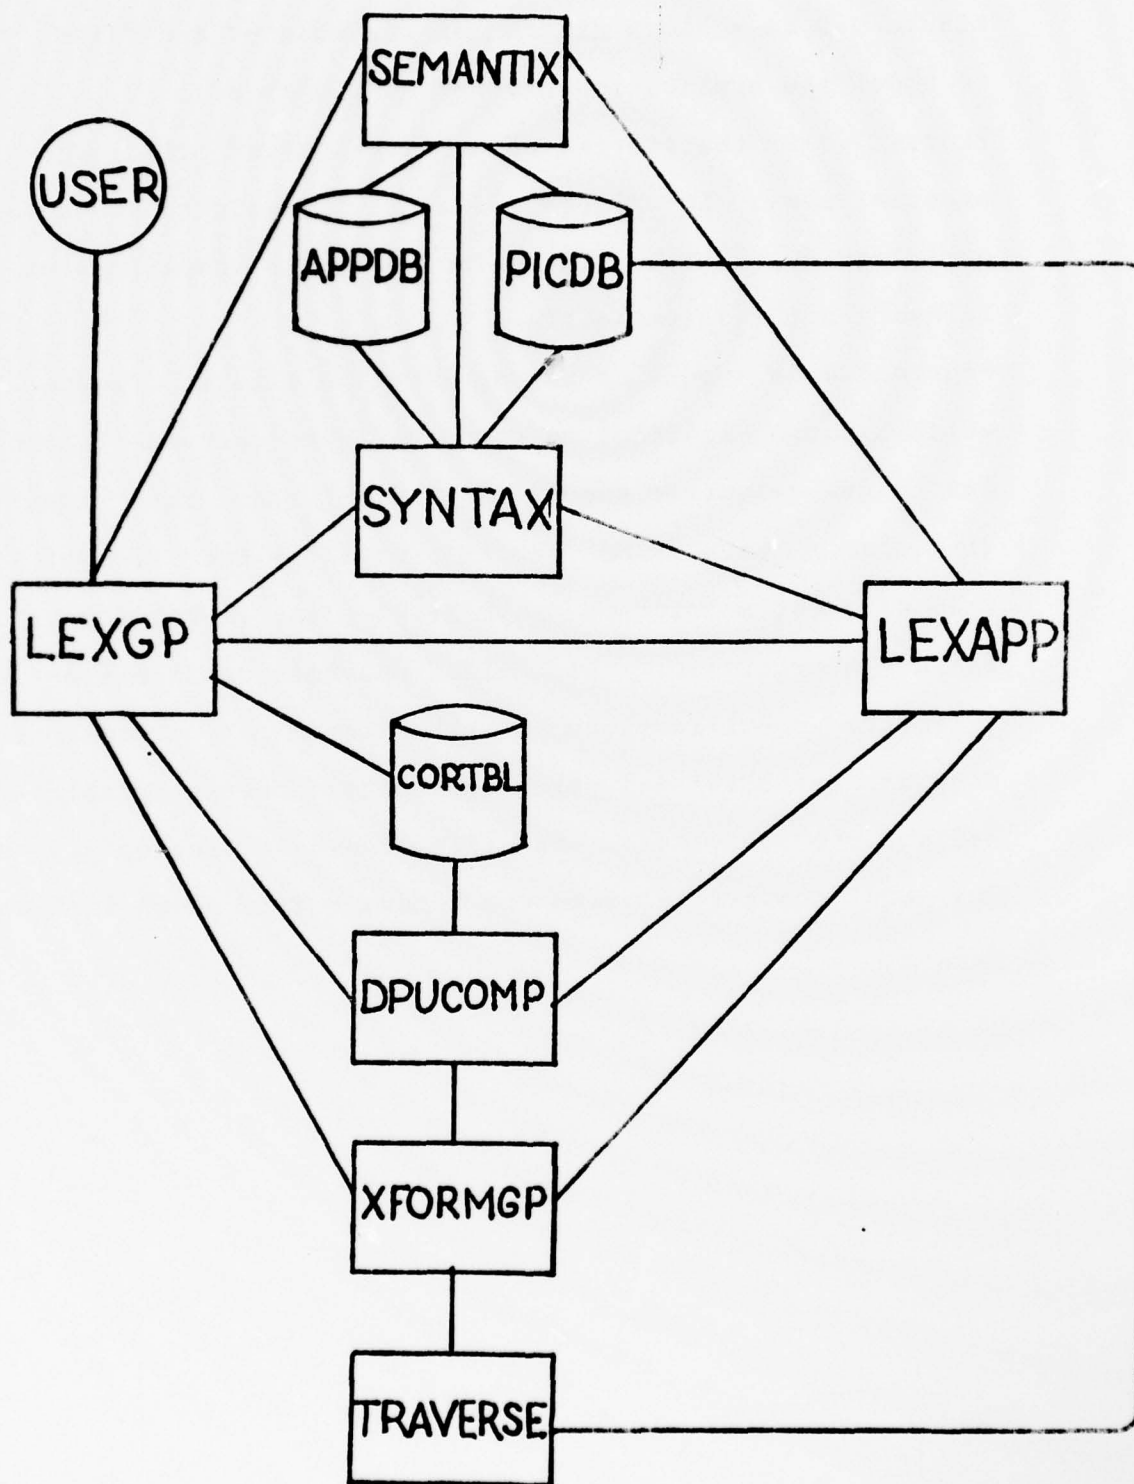 SEMANTIX
USER
APPDB
PICDB
SYNTAX
LEXGP
LEXAPP
CORTBL
DPUCOMP
XFORMGP
TRAVERSE